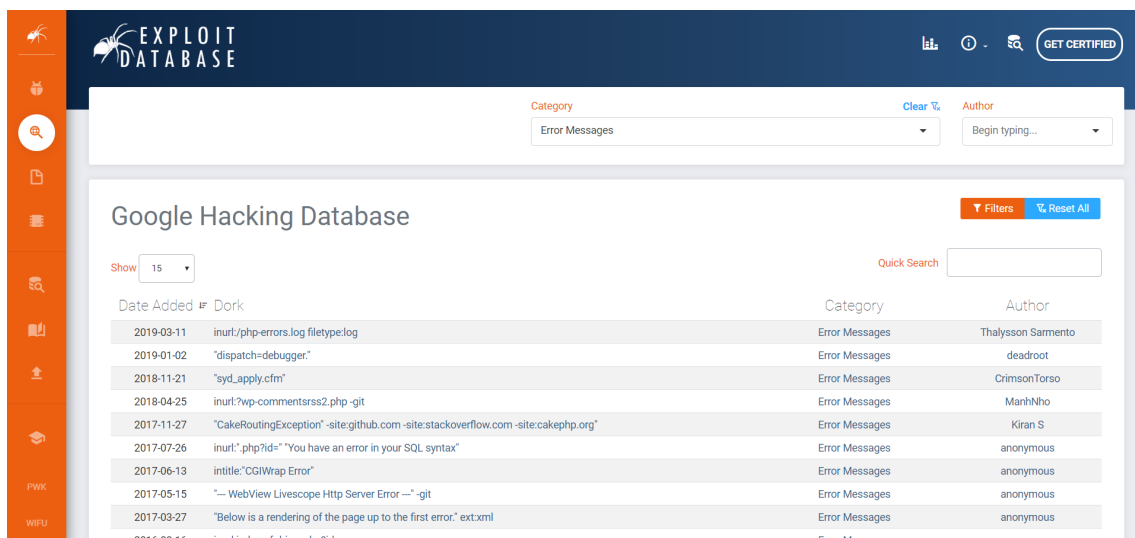 EXPLOIT
DATABASE
GET CERTIFIED
Category
Clear
Author
Error Messages
Begin typing...
Google Hacking Database
Filters
Reset All
Show 15
Quick Search
Date Added Dork Category Author
2019-03-11 inurl:/php-errors.log filetype:log Error Messages Thalysson Sarmento
2019-01-02 "dispatch=debugger." Error Messages deadroot
2018-11-21 "syd_apply.cfm" Error Messages CrimsonTorso
2018-04-25 inurl:?wp-commentsrss2.php -git Error Messages ManhNho
2017-11-27 "CakeRoutingException" -site:github.com -site:stackoverflow.com -site:cakephp.org" Error Messages Kiran S
2017-07-26 inurl:".php?id=" "You have an error in your SQL syntax" Error Messages anonymous
2017-06-13 intitle:"CGIWrap Error" Error Messages anonymous
2017-05-15 "--- WebView Livescope Http Server Error ---" -git Error Messages anonymous
2017-03-27 "Below is a rendering of the page up to the first error." ext:xml Error Messages anonymous
PWK
WIFU